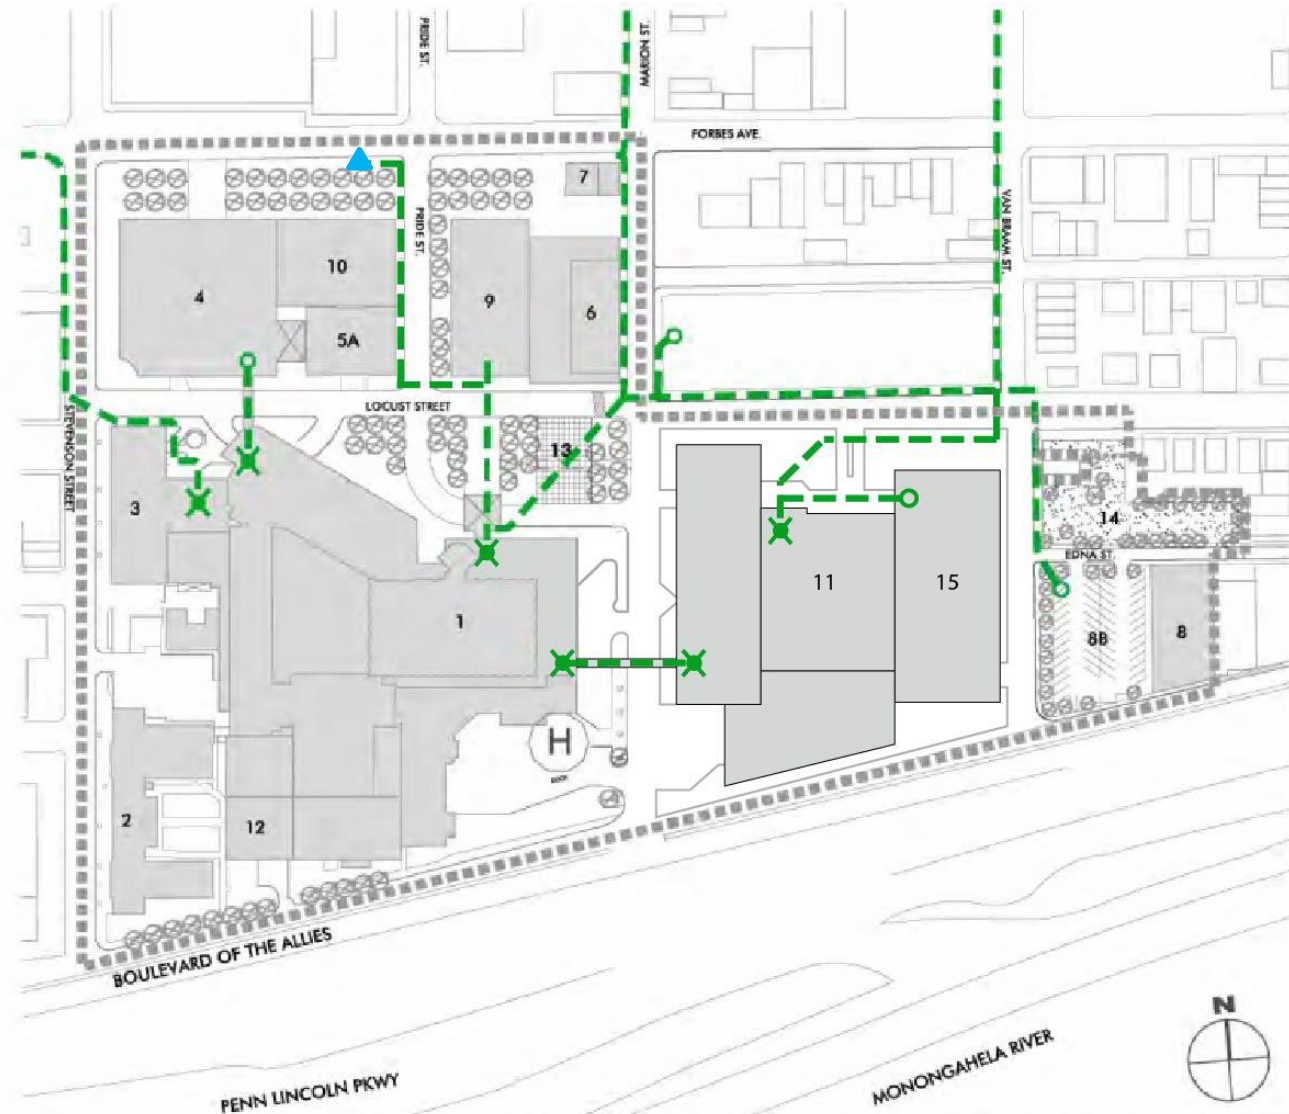 PRIDE ST.
MARION ST.
FORBES AVE.
7
VAN BRAAM ST.
PRIDE ST.
10
4
9
6
5A
LOCUST STREET
STEVENSON STREET
13
3
14
EDNA ST.
11
15
1
8B
8
H
DOCK
2
12
BOULEVARD OF THE ALLIES
N
MONONGAHELA RIVER
PENN LINCOLN PKWY